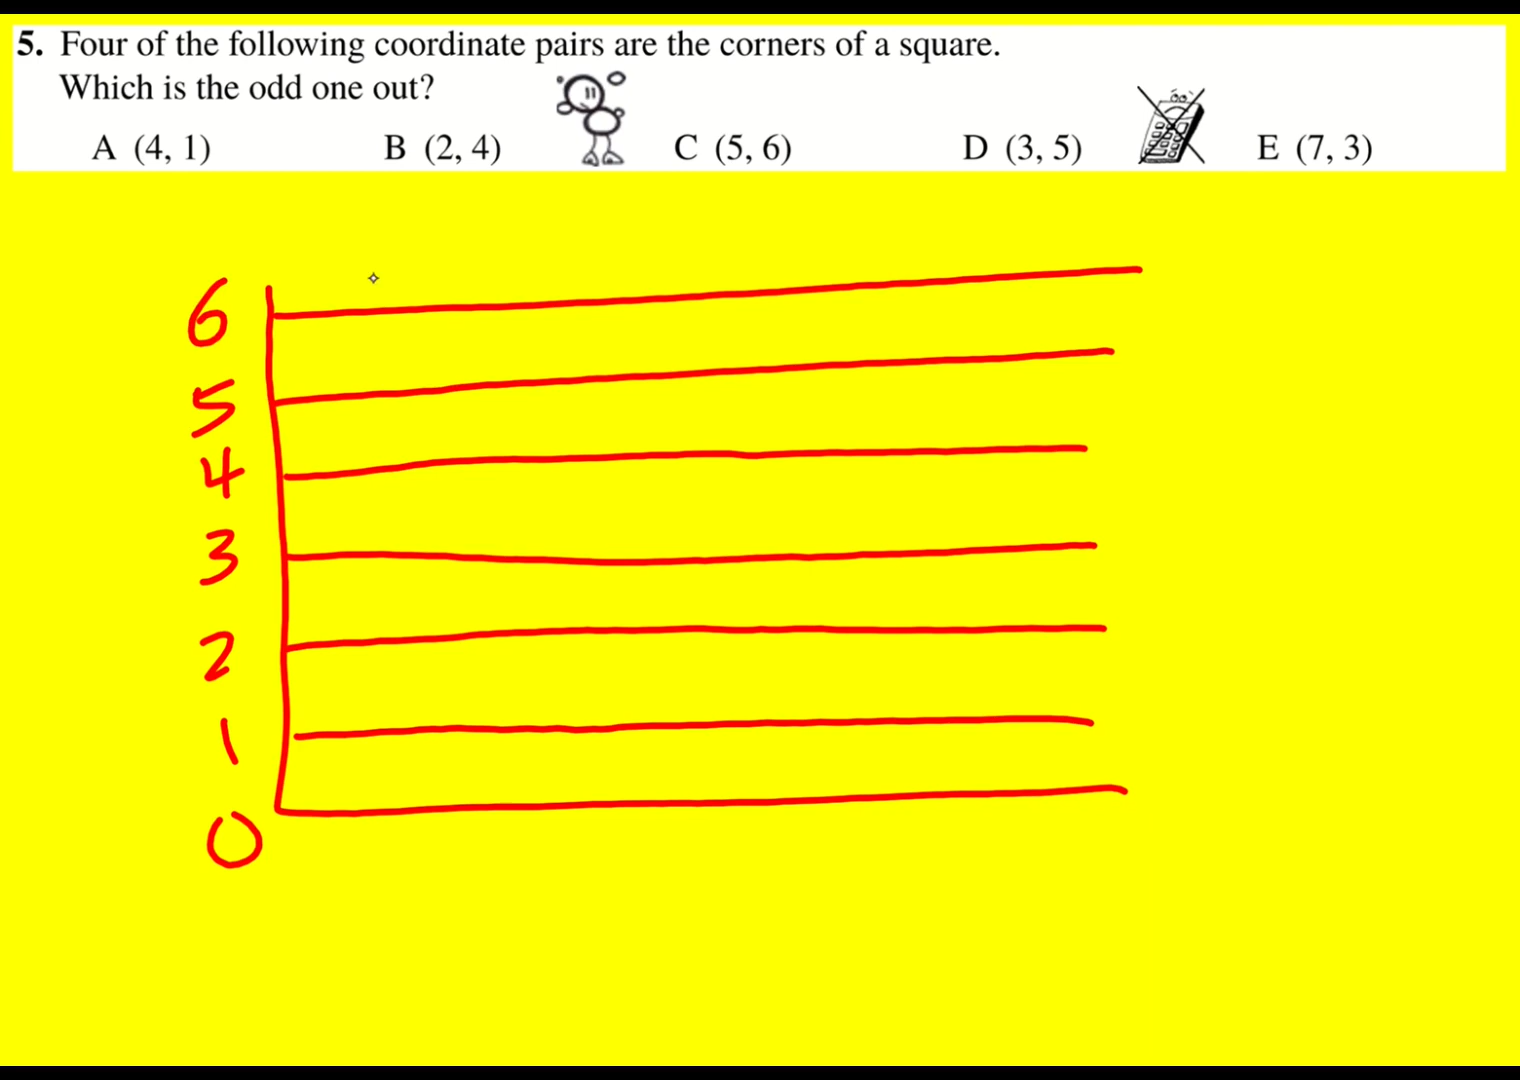 5. Four of the following coordinate pairs are the corners of a square.
Which is the odd one out?
A (4, 1) B (2, 4) C (5, 6) D (3, 5) E (7, 3)
6
5
4
3
2
1
0